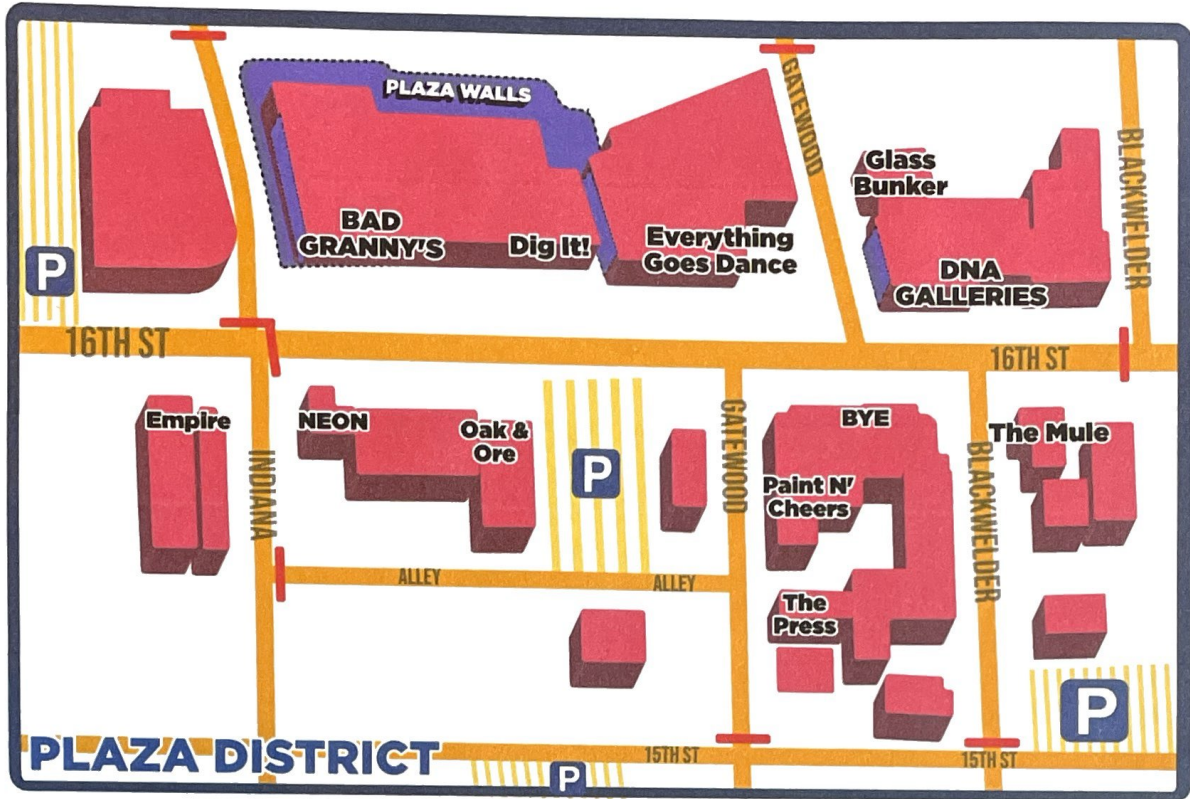 PLAZA WALLS
GATEWOOD
BLACKWELDER
Glass
Bunker
P
BAD
GRANNY'S
Dig It!
Everything
Goes Dance
DNA
GALLERIES
16TH ST
16TH ST
Empire
NEON
Oak &
Ore
P
GATEWOOD
BYE
The Mule
INDIANA
Paint N'
Cheers
BLACKWELDER
ALLEY
ALLEY
The
Press
P
PLAZA DISTRICT
15TH ST
15TH ST
P